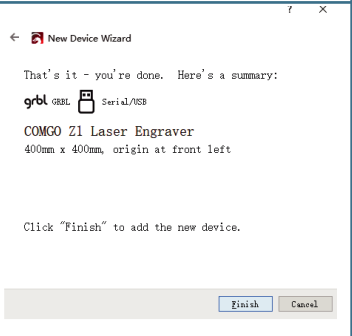 ? ×
← New Device Wizard
That's it - you're done. Here's a summary:
grbl GRBL Serial/USB
COMGO Z1 Laser Engraver
400mm x 400mm, origin at front left
Click "Finish" to add the new device.
Finish Cancel